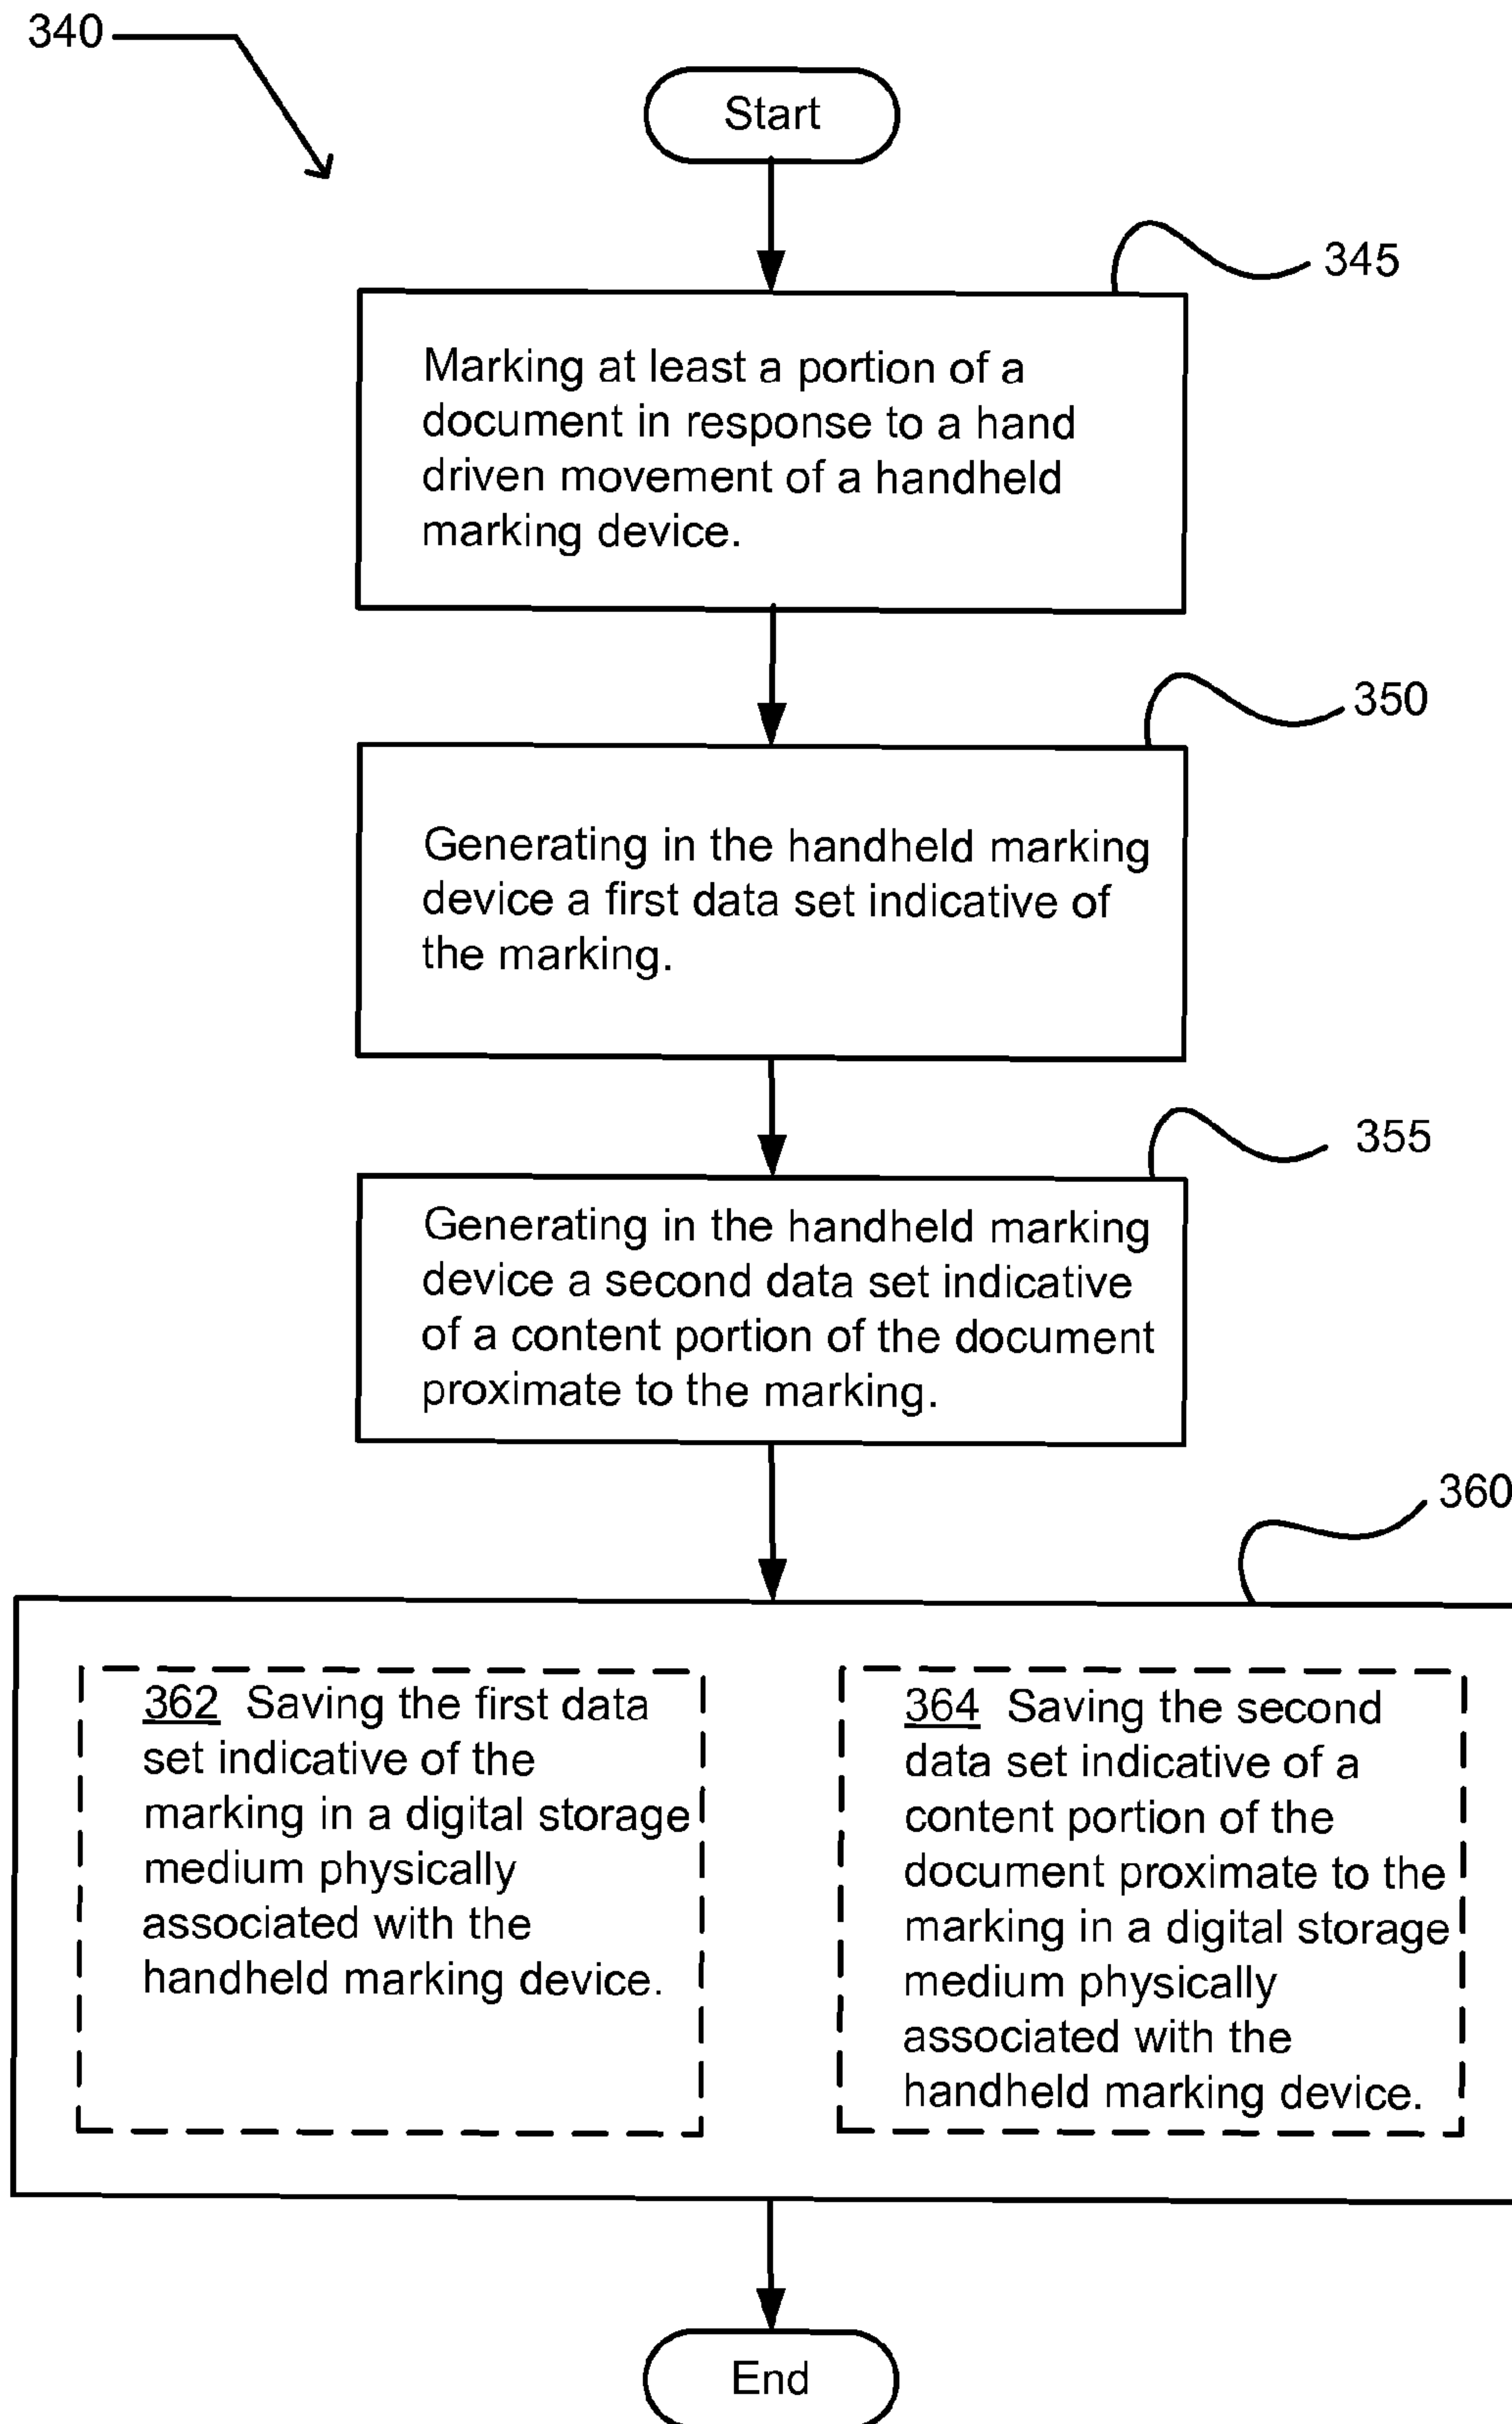 340
Start
345
Marking at least a portion of a
document in response to a hand
driven movement of a handheld
marking device.
350
Generating in the handheld marking
device a first data set indicative of
the marking.
355
Generating in the handheld marking
device a second data set indicative
of a content portion of the document
proximate to the marking.
360
362 Saving the first data
set indicative of the
marking in a digital storage
medium physically
associated with the
handheld marking device.
364 Saving the second
data set indicative of a
content portion of the
document proximate to the
marking in a digital storage
medium physically
associated with the
handheld marking device.
End